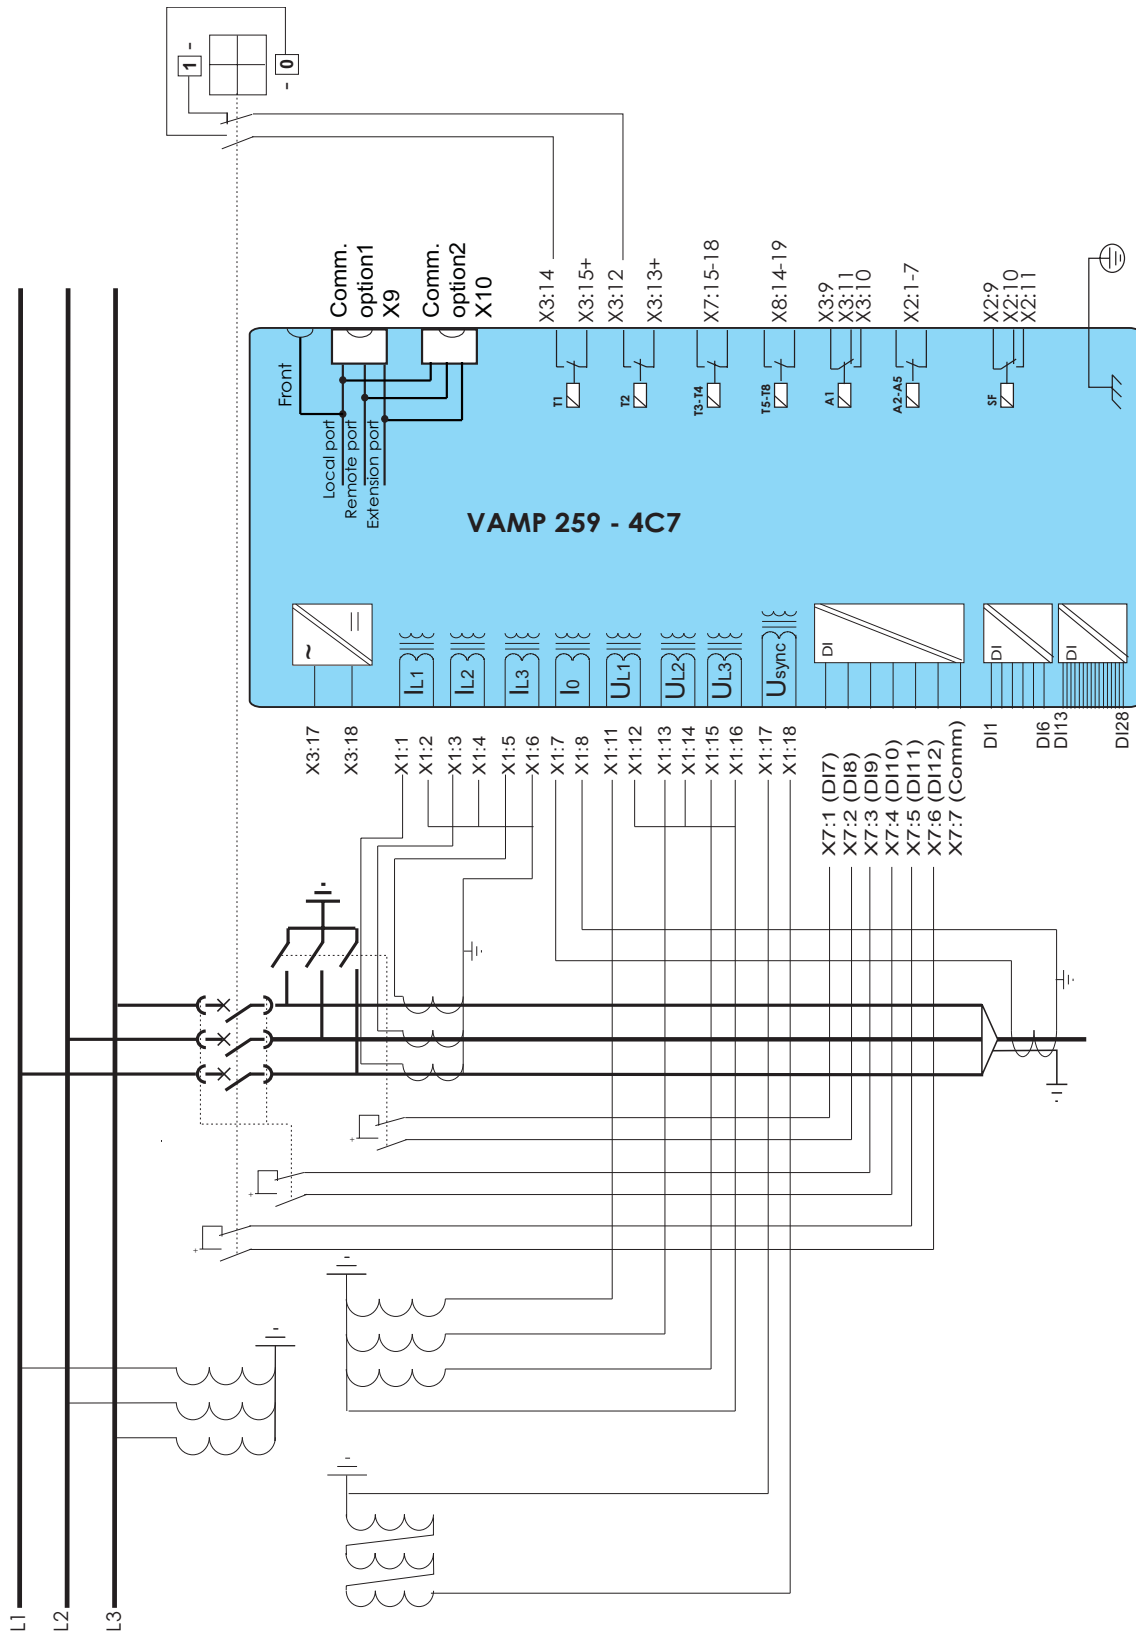 1 -
- 0
Comm.
option1
X9
Comm.
option2
X10
X3:14
X3:15+
X3:12
X3:13+
X7:15-18
X8:14-19
X3:9
X3:11
X3:10
X2:1-7
X2:9
X2:10
X2:11
Front
Local port
Remote port
Extension port
T1
T2
T3-T4
T5-T8
A1
A2-A5
SF
VAMP 259 - 4C7
~
IL1
IL2
IL3
I0
UL1
UL2
UL3
Usync
DI
DI
DI
X3:17
X3:18
X1:1
X1:2
X1:3
X1:4
X1:5
X1:6
X1:7
X1:8
X1:11
X1:12
X1:13
X1:14
X1:15
X1:16
X1:17
X1:18
X7:1 (DI7)
X7:2 (DI8)
X7:3 (DI9)
X7:4 (DI10)
X7:5 (DI11)
X7:6 (DI12)
X7:7 (Comm)
DI1
DI6
DI13
DI28
+
+
+
L1
L2
L3